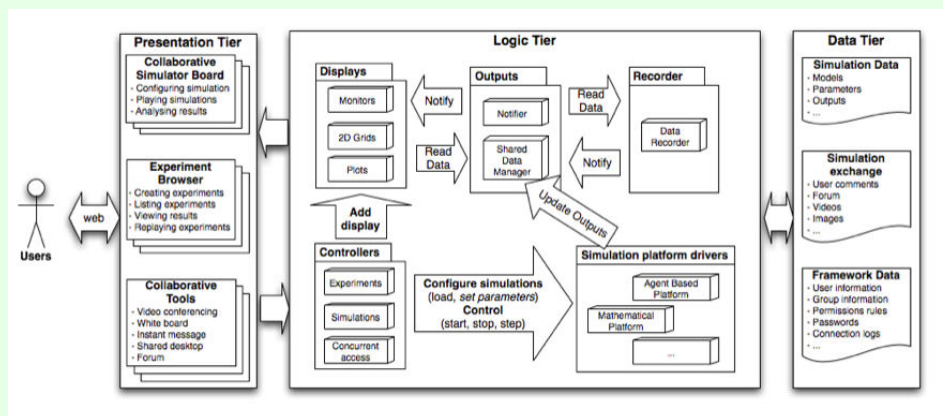 Users
web
Presentation Tier
Collaborative
Simulator Board
- Configuring simulation
- Playing simulations
- Analysing results
Experiment
Browser
- Creating experiments
- Listing experiments
- Viewing results
- Replaying experiments
Collaborative
Tools
- Video conferencing
- White board
- Instant message
- Shared desktop
- Forum
Logic Tier
Displays
Monitors
2D Grids
Plots
Notify
Read
Data
Outputs
Notifier
Shared
Data
Manager
Read
Data
Notify
Recorder
Data
Recorder
Add
display
Update Outputs
Controllers
Experiments
Simulations
Concurrent
access
Configure simulations
(load, set parameters)
Control
(start, stop, step)
Simulation platform drivers
Agent Based
Platform
Mathematical
Platform
...
Data Tier
Simulation Data
- Models
- Parameters
- Outputs
- ...
Simulation
exchange
- User comments
- Forum
- Videos
- Images
- ...
Framework Data
- User information
- Group information
- Permissions rules
- Passwords
- Connection logs
- ...